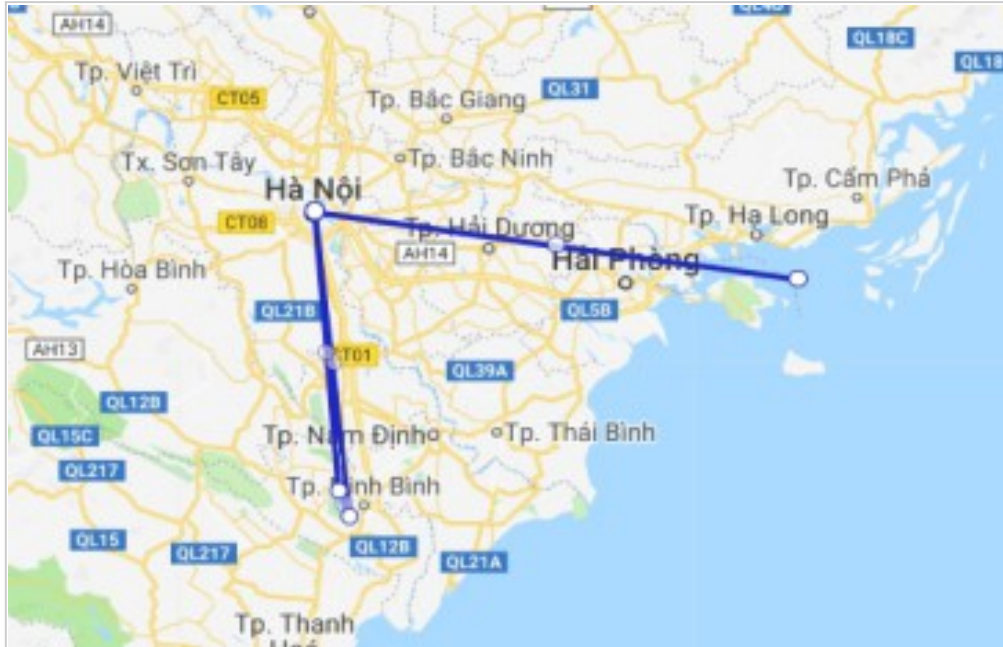 AH14
QL18C
QL18
Tp. Việt Trì
CT05
Tp. Bắc Giang
QL31
Tx. Sơn Tây
Tp. Bắc Ninh
Tp. Cẩm Phả
Hà Nội
CT08
Tp. Hải Dương
Tp. Hạ Long
AH14
Hải Phòng
Tp. Hòa Bình
QL21B
QL5B
AH13
CT01
QL39A
QL12B
QL15C
Tp. Nam Định
Tp. Thái Bình
QL217
Tp. Ninh Bình
QL15
QL217
QL12B
QL21A
Tp. Thanh